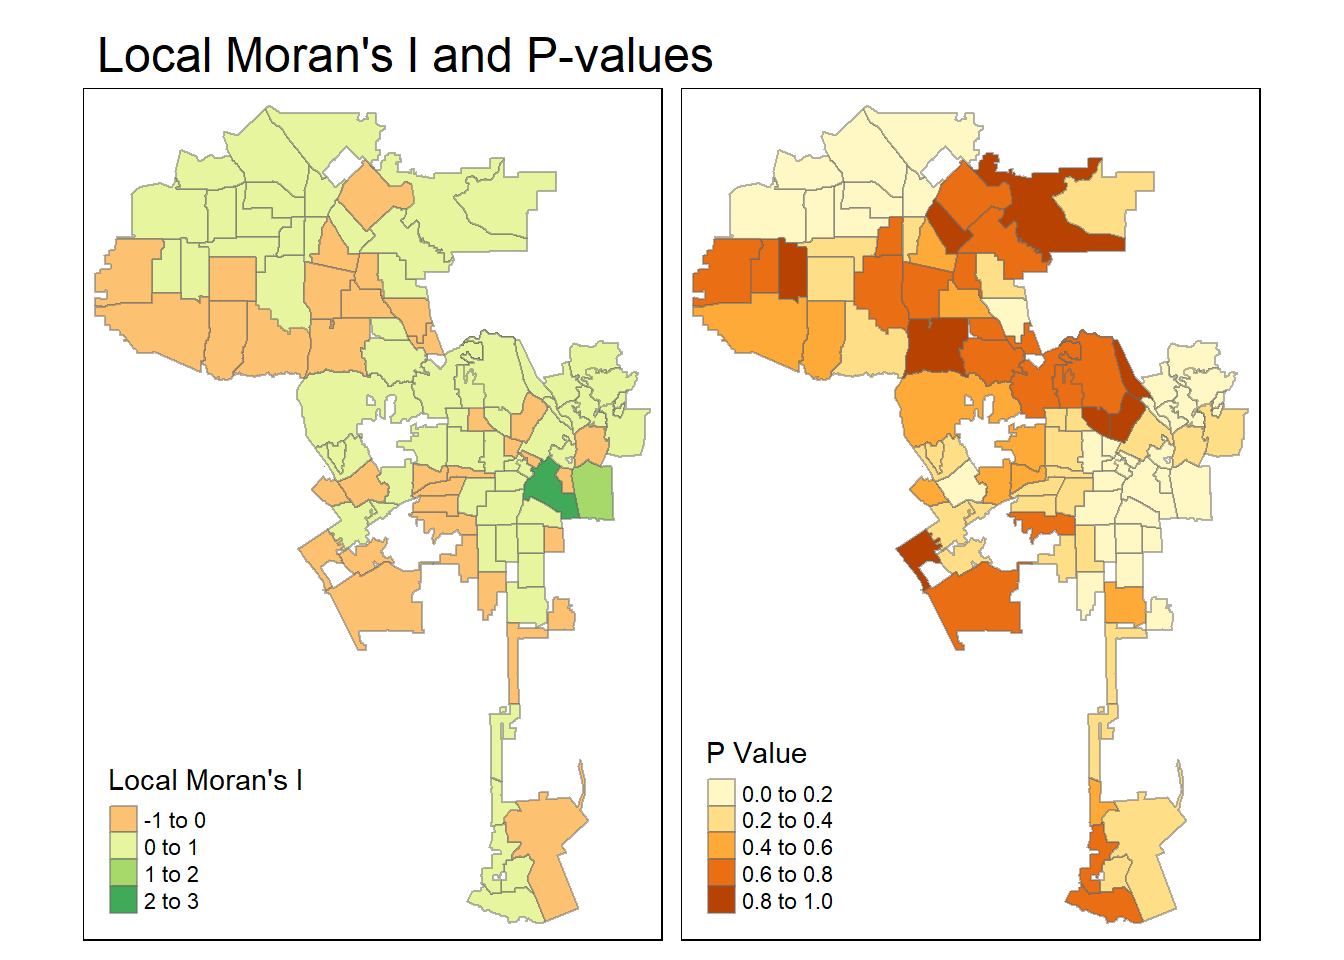 Local Moran's I and P-values
Local Moran's I
-1 to 0
0 to 1
1 to 2
2 to 3
P Value
0.0 to 0.2
0.2 to 0.4
0.4 to 0.6
0.6 to 0.8
0.8 to 1.0